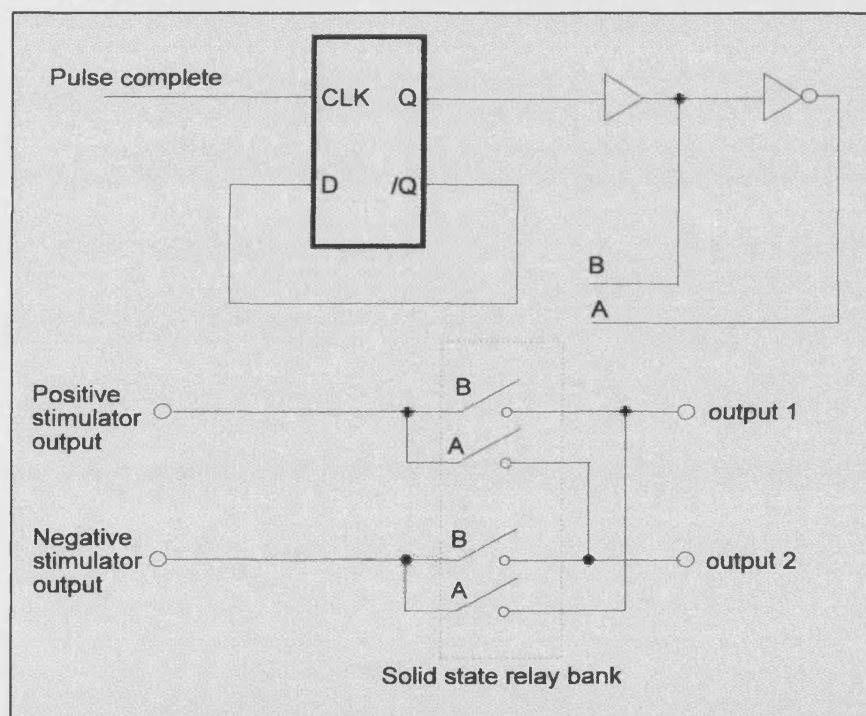 Pulse complete
CLK Q
D /Q
B
A
Positive
stimulator
output
B
output 1
A
Negative
stimulator
output
B
output 2
A
Solid state relay bank